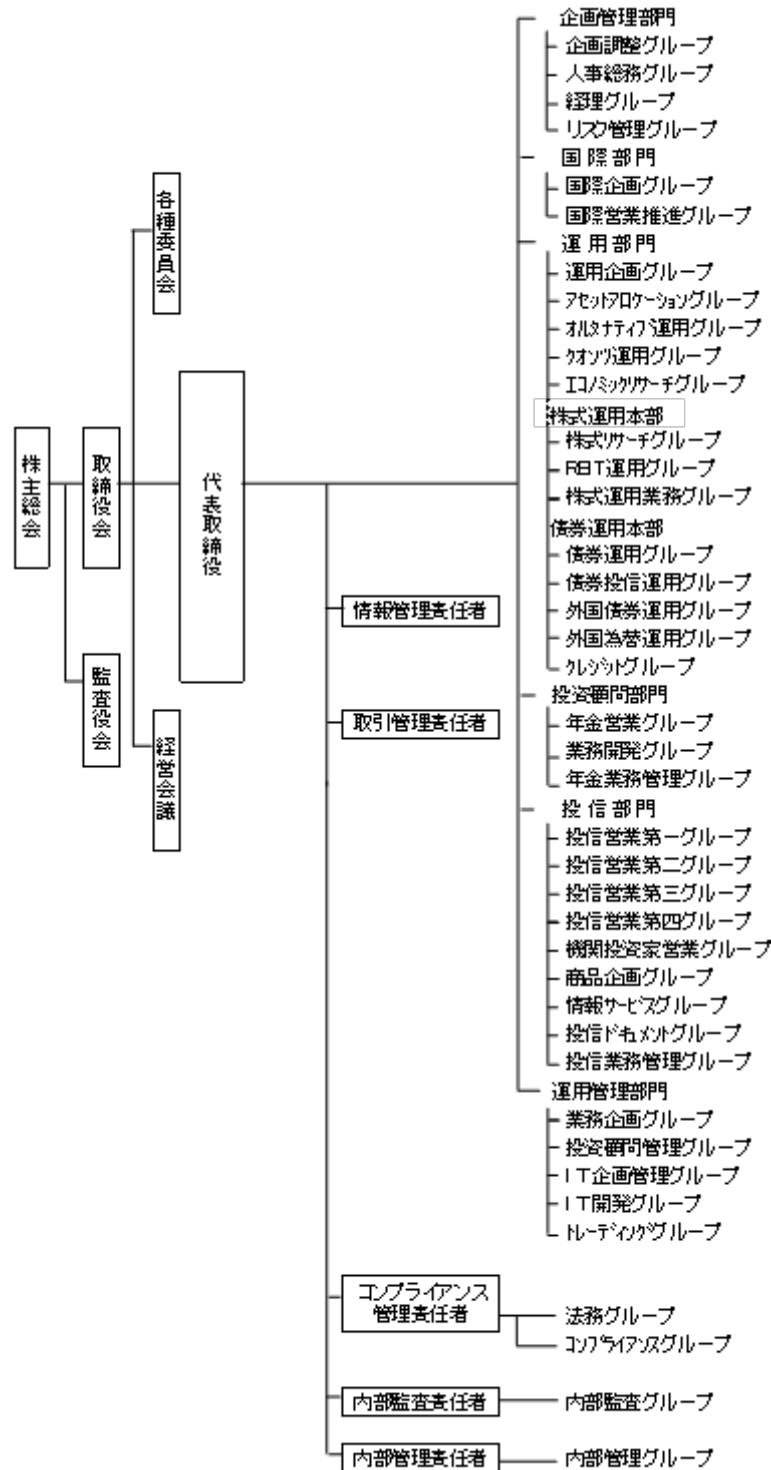 株主総会
取締役会
監査役会
各種委員会
経営会議
代表取締役
情報管理責任者
取引管理責任者
コンプライアンス
管理責任者
内部監査責任者
内部管理責任者
企画管理部門
企画調整グループ
人事総務グループ
経理グループ
リスク管理グループ
国際部門
国際企画グループ
国際営業推進グループ
運用部門
運用企画グループ
アセットアロケーショングループ
オルタナティブ運用グループ
クオンツ運用グループ
エコノミックリサーチグループ
株式運用本部
株式リサーチグループ
REIT運用グループ
株式運用業務グループ
債券運用本部
債券運用グループ
債券投信運用グループ
外国債券運用グループ
外国為替運用グループ
クレジットグループ
投資顧問部門
年金営業グループ
業務開発グループ
年金業務管理グループ
投信部門
投信営業第一グループ
投信営業第二グループ
投信営業第三グループ
投信営業第四グループ
機関投資家営業グループ
商品企画グループ
情報サービスグループ
投信ドキュメントグループ
投信業務管理グループ
運用管理部門
業務企画グループ
投資顧問管理グループ
IT企画管理グループ
IT開発グループ
トレーディンググループ
法務グループ
コンプライアンスグループ
内部監査グループ
内部管理グループ